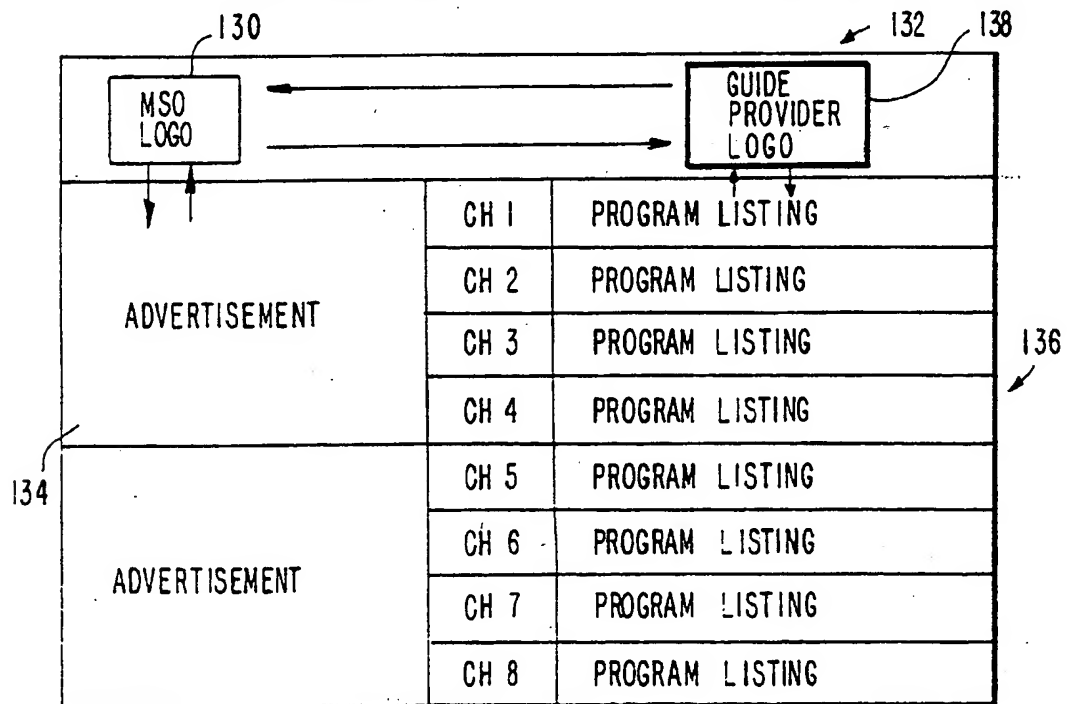 130
132
138
MSO
LOGO
GUIDE
PROVIDER
LOGO
CH 1 PROGRAM LISTING
CH 2 PROGRAM LISTING
ADVERTISEMENT
CH 3 PROGRAM LISTING
136
CH 4 PROGRAM LISTING
134
CH 5 PROGRAM LISTING
CH 6 PROGRAM LISTING
ADVERTISEMENT
CH 7 PROGRAM LISTING
CH 8 PROGRAM LISTING